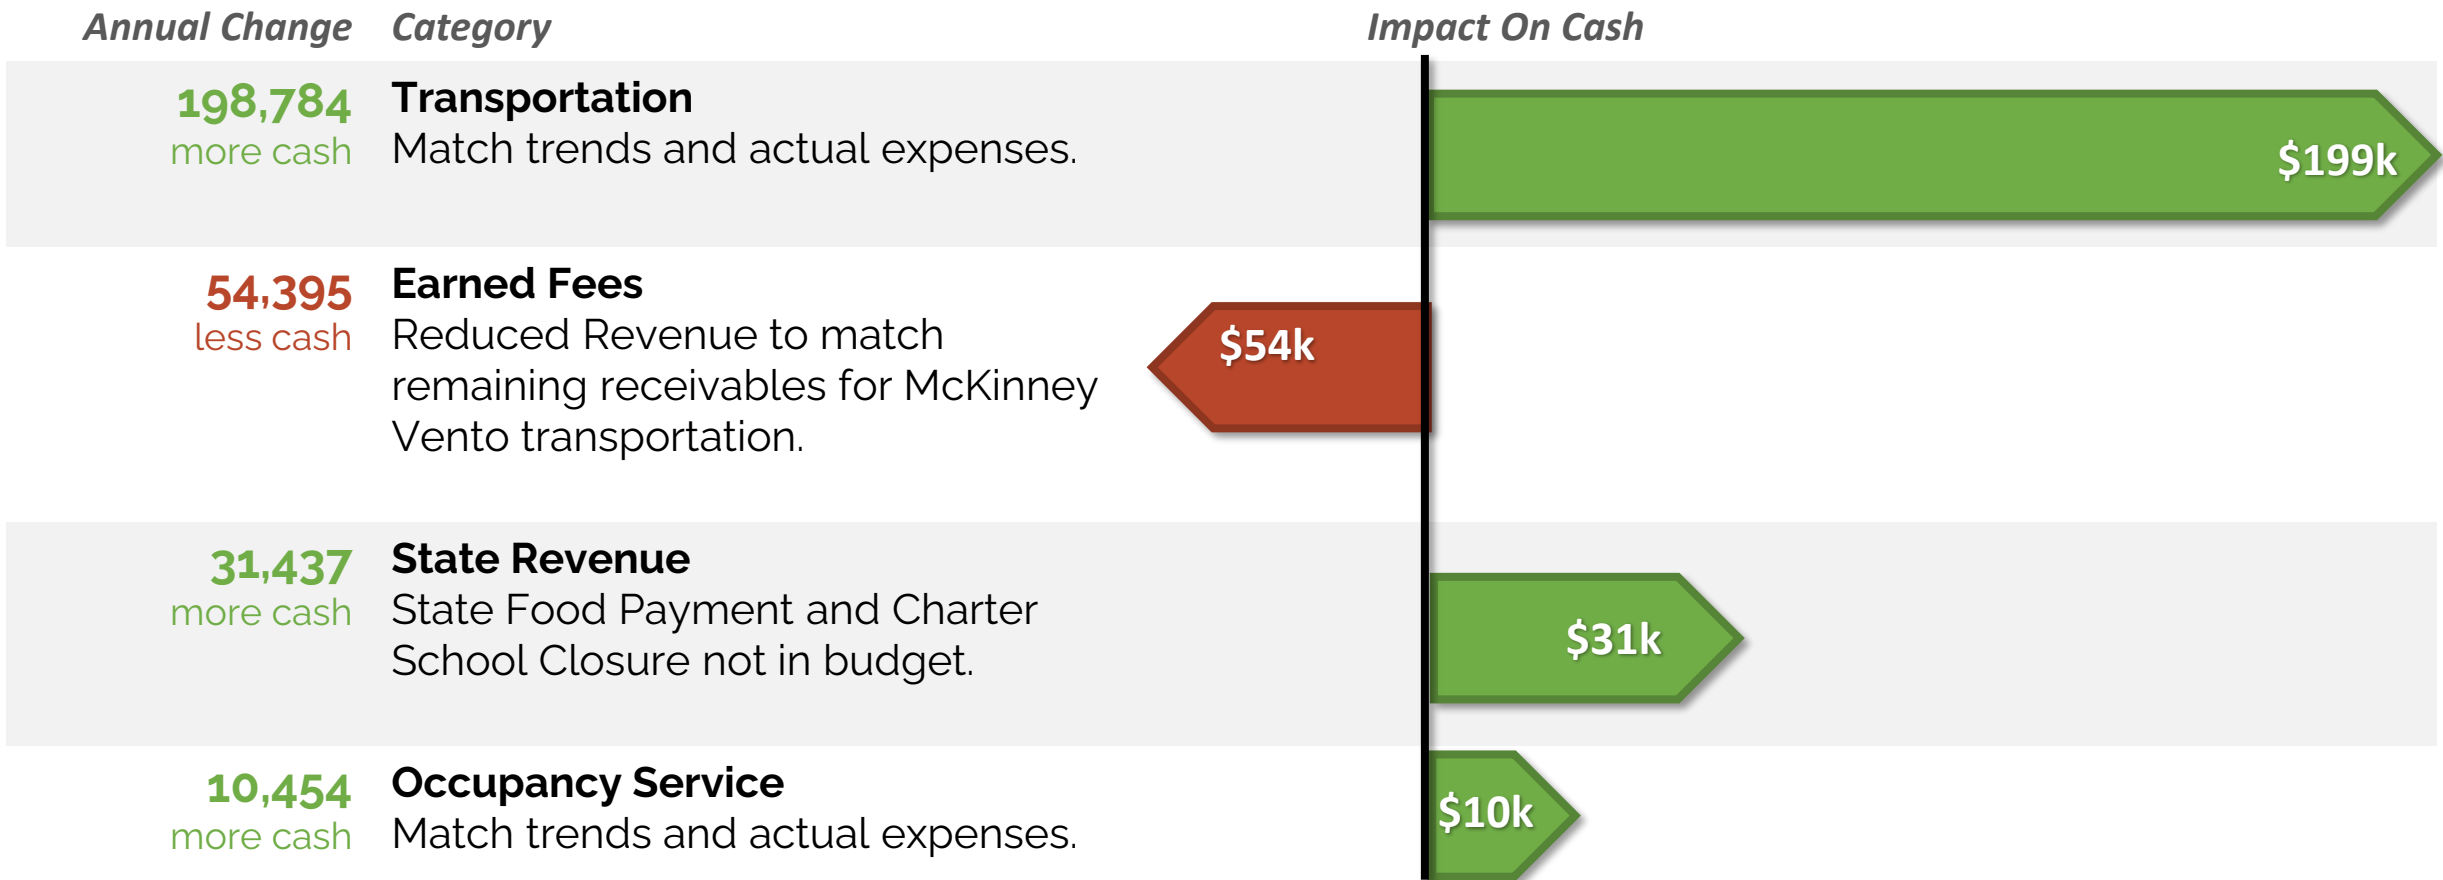 Annual Change Category Impact On Cash
198,784 Transportation
more cash Match trends and actual expenses.
$199k
54,395 Earned Fees
less cash Reduced Revenue to match
remaining receivables for McKinney
Vento transportation.
$54k
31,437 State Revenue
more cash State Food Payment and Charter
School Closure not in budget.
$31k
10,454 Occupancy Service
more cash Match trends and actual expenses.
$10k